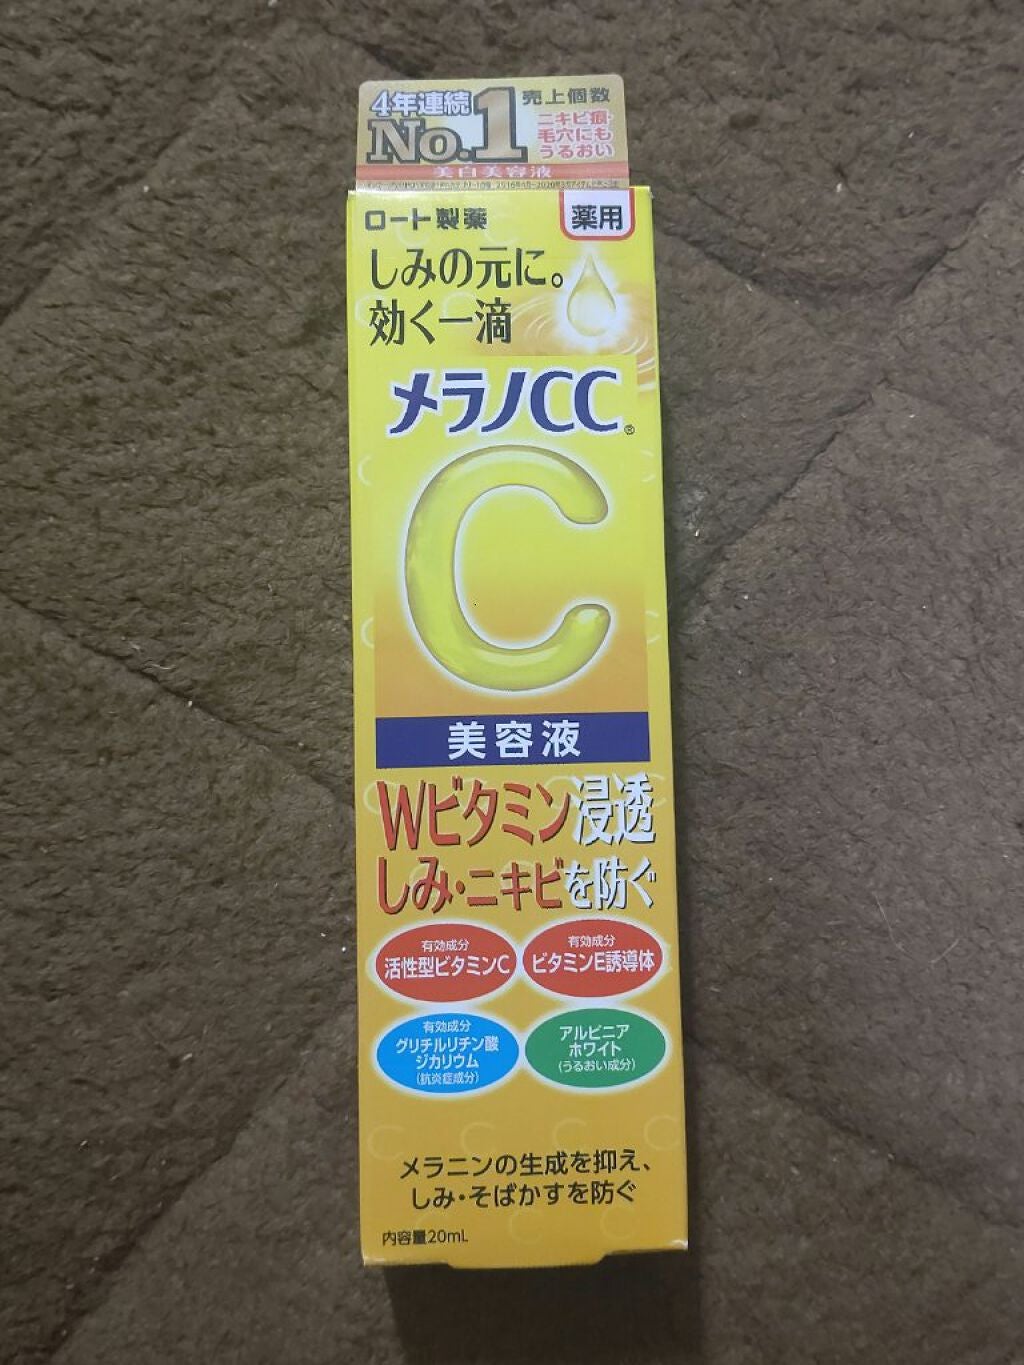 4年連続
No.1
売上個数
ニキビ痕・
毛穴にも
うるおい
美白美容液
ロート製薬
薬用
しみの元に。
効く一滴
メラノCC®
C
美容液
Wビタミン浸透
しみ・ニキビを防ぐ
有効成分
活性型ビタミンC
有効成分
ビタミンE誘導体
有効成分
グリチルリチン酸
ジカリウム
(抗炎症成分)
アルピニア
ホワイト
(うるおい成分)
メラニンの生成を抑え、
しみ・そばかすを防ぐ
内容量20mL